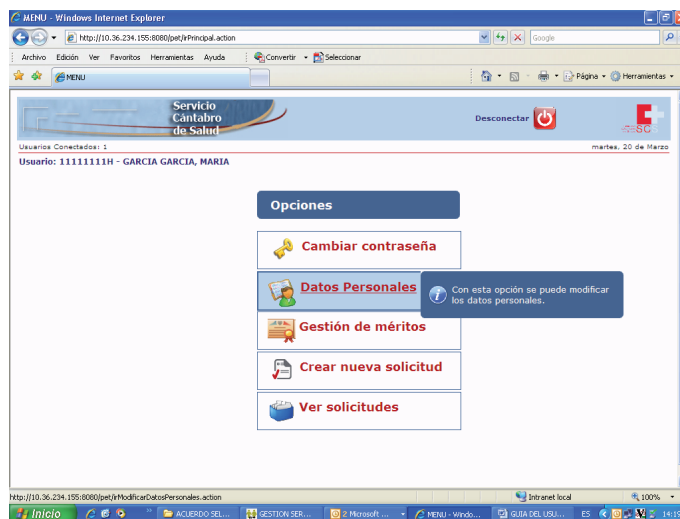 MENU - Windows Internet Explorer
http://10.36.234.155:8080/pet/irPrincipal.action
Google
Archivo Edición Ver Favoritos Herramientas Ayuda Convertir Seleccionar
MENU
Página Herramientas
Servicio
Cántabro
de Salud
Desconectar
SCS
Usuarios Conectados: 1
martes, 20 de Marzo
Usuario: 11111111H - GARCIA GARCIA, MARIA
Opciones
Cambiar contraseña
Datos Personales
Con esta opción se puede modificar
los datos personales.
Gestión de méritos
Crear nueva solicitud
Ver solicitudes
http://10.36.234.155:8080/pet/irModificarDatosPersonales.action
Intranet local
100%
Inicio
ACUERDO SEL...
GESTION SER...
2 Microsoft ...
MENU - Windo...
GUIA DEL USU...
ES
14:19